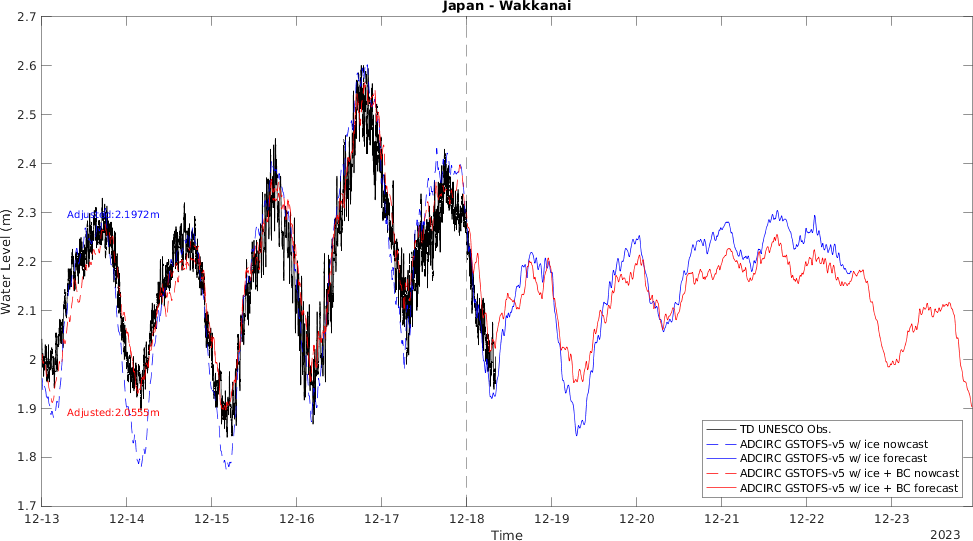 Japan - Wakkanai
Water Level (m)
2.7
2.6
2.5
2.4
2.3
2.2
2.1
2
1.9
1.8
1.7
Adjusted:2.1972m
Adjusted:2.0555m
TD UNESCO Obs.
ADCIRC GSTOFS-v5 w/ ice nowcast
ADCIRC GSTOFS-v5 w/ ice forecast
ADCIRC GSTOFS-v5 w/ ice + BC nowcast
ADCIRC GSTOFS-v5 w/ ice + BC forecast
12-13 12-14 12-15 12-16 12-17 12-18 12-19 12-20 12-21 12-22 12-23
Time
2023